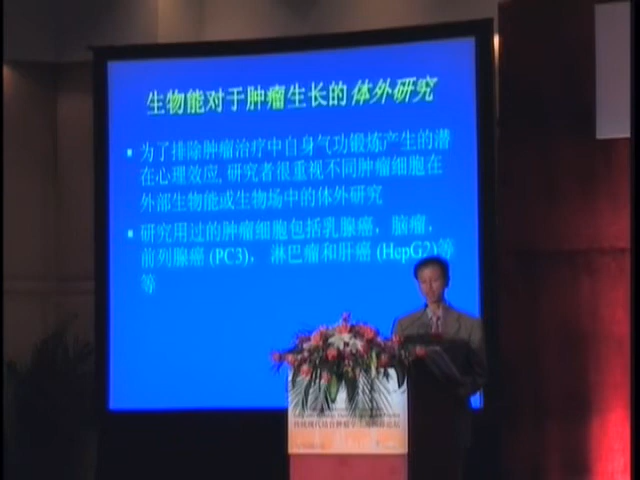 生物能对于肿瘤生长的体外研究
▪ 为了排除肿瘤治疗中自身气功锻炼产生的潜
在心理效应, 研究者很重视不同肿瘤细胞在
外部生物能或生物场中的体外研究
▪ 研究用过的肿瘤细胞包括乳腺癌, 脑瘤,
前列腺癌 (PC3), 淋巴瘤和肝癌 (HepG2)等
等